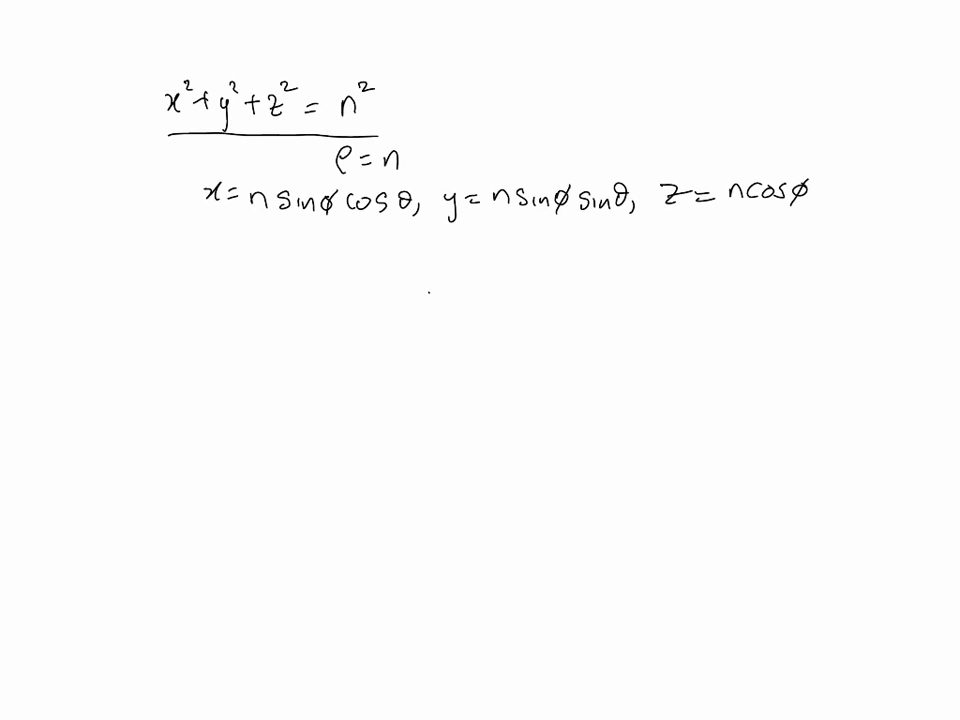 x²+y²+z² = n²
ρ=n
x= n sinφ cosθ, y= n sinφ sinθ, z= n cosφ